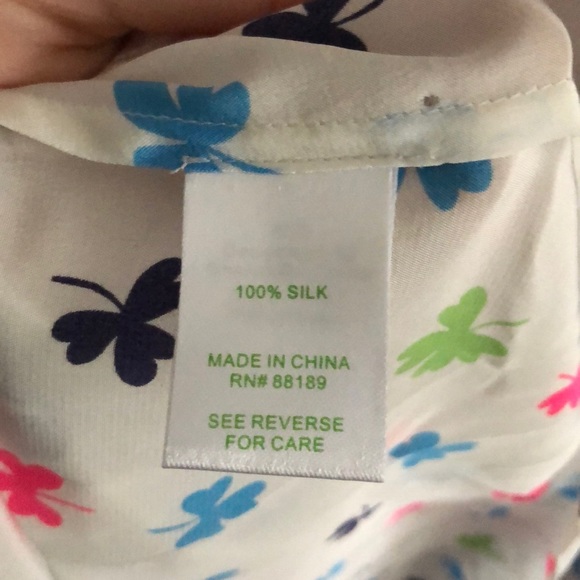 100% SILK
MADE IN CHINA
RN# 88189
SEE REVERSE
FOR CARE